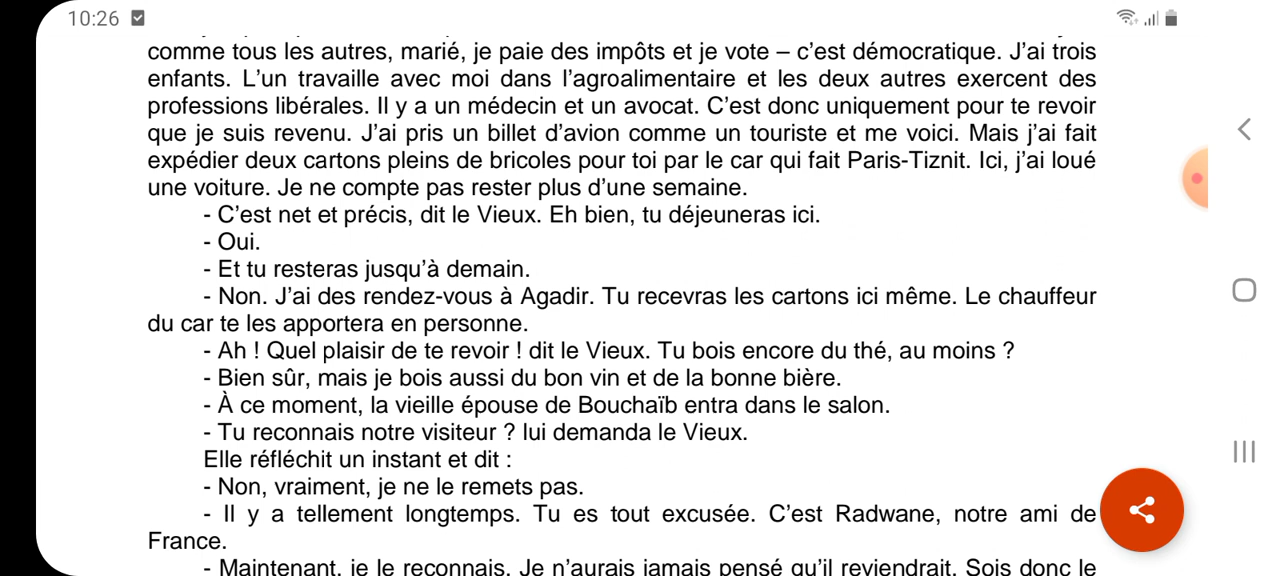 10:26
comme tous les autres, marié, je paie des impôts et je vote – c’est démocratique. J’ai trois
enfants. L’un travaille avec moi dans l’agroalimentaire et les deux autres exercent des
professions libérales. Il y a un médecin et un avocat. C’est donc uniquement pour te revoir
que je suis revenu. J’ai pris un billet d’avion comme un touriste et me voici. Mais j’ai fait
expédier deux cartons pleins de bricoles pour toi par le car qui fait Paris-Tiznit. Ici, j’ai loué
une voiture. Je ne compte pas rester plus d’une semaine.
- C’est net et précis, dit le Vieux. Eh bien, tu déjeuneras ici.
- Oui.
- Et tu resteras jusqu’à demain.
- Non. J’ai des rendez-vous à Agadir. Tu recevras les cartons ici même. Le chauffeur
du car te les apportera en personne.
- Ah ! Quel plaisir de te revoir ! dit le Vieux. Tu bois encore du thé, au moins ?
- Bien sûr, mais je bois aussi du bon vin et de la bonne bière.
- À ce moment, la vieille épouse de Bouchaïb entra dans le salon.
- Tu reconnais notre visiteur ? lui demanda le Vieux.
Elle réfléchit un instant et dit :
- Non, vraiment, je ne le remets pas.
- Il y a tellement longtemps. Tu es tout excusée. C’est Radwane, notre ami de
France.
- Maintenant, je le reconnais. Je n’aurais jamais pensé qu’il reviendrait. Sois donc le